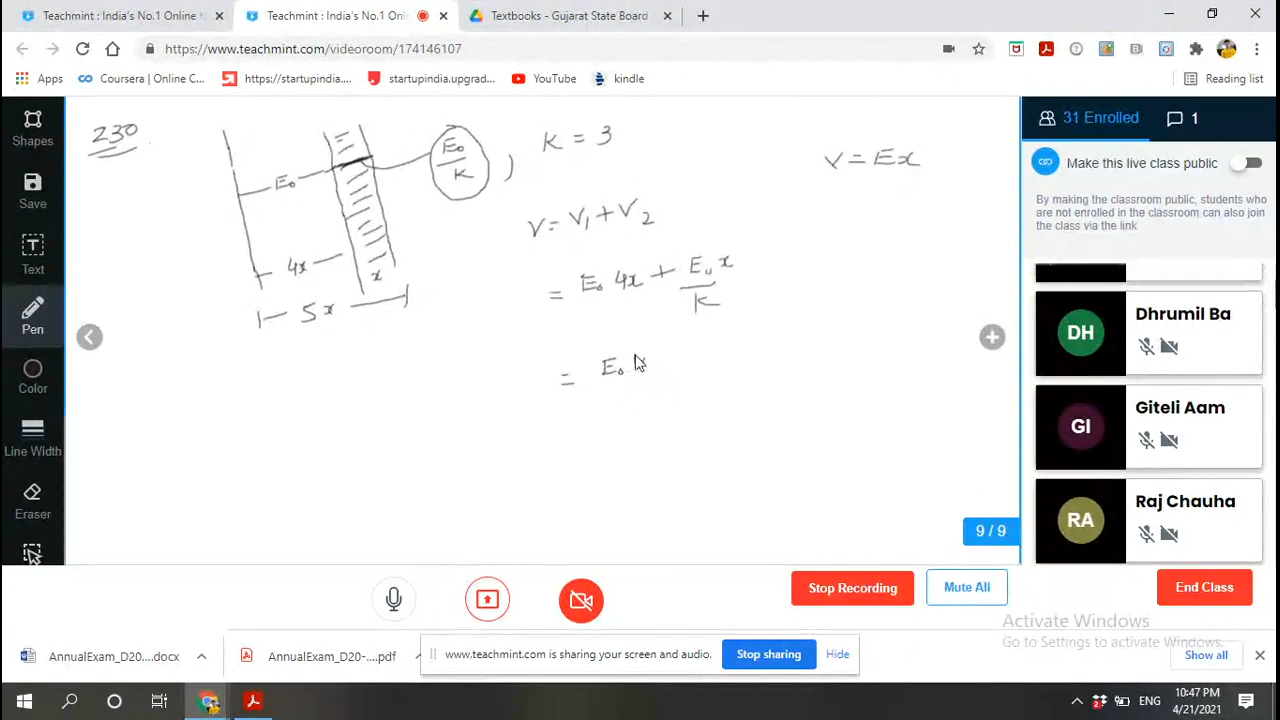 Teachmint : India's No.1 Online t
Teachmint : India's No.1 Onli
Textbooks - Gujarat State Board
https://www.teachmint.com/videoroom/174146107
Apps
Coursera | Online C...
https://startupindia....
startupindia.upgrad...
YouTube
kindle
Reading list
Shapes
Save
Text
Pen
Color
Line Width
Eraser
230
E₀
E₀/K )
K = 3
V = Ex
V = V₁ + V₂
4x
x
5x
= E₀ 4x + E₀ x / K
= E₀
9 / 9
31 Enrolled
1
Make this live class public
By making the classroom public, students who
are not enrolled in the classroom can also join
the class via the link
DH
Dhrumil Ba
GI
Giteli Aam
RA
Raj Chauha
Stop Recording
Mute All
End Class
Activate Windows
Go to Settings to activate Windows.
AnnualExam_D20....docx
AnnualExam_D20-....pdf
www.teachmint.com is sharing your screen and audio.
Stop sharing
Hide
Show all
ENG
10:47 PM
4/21/2021